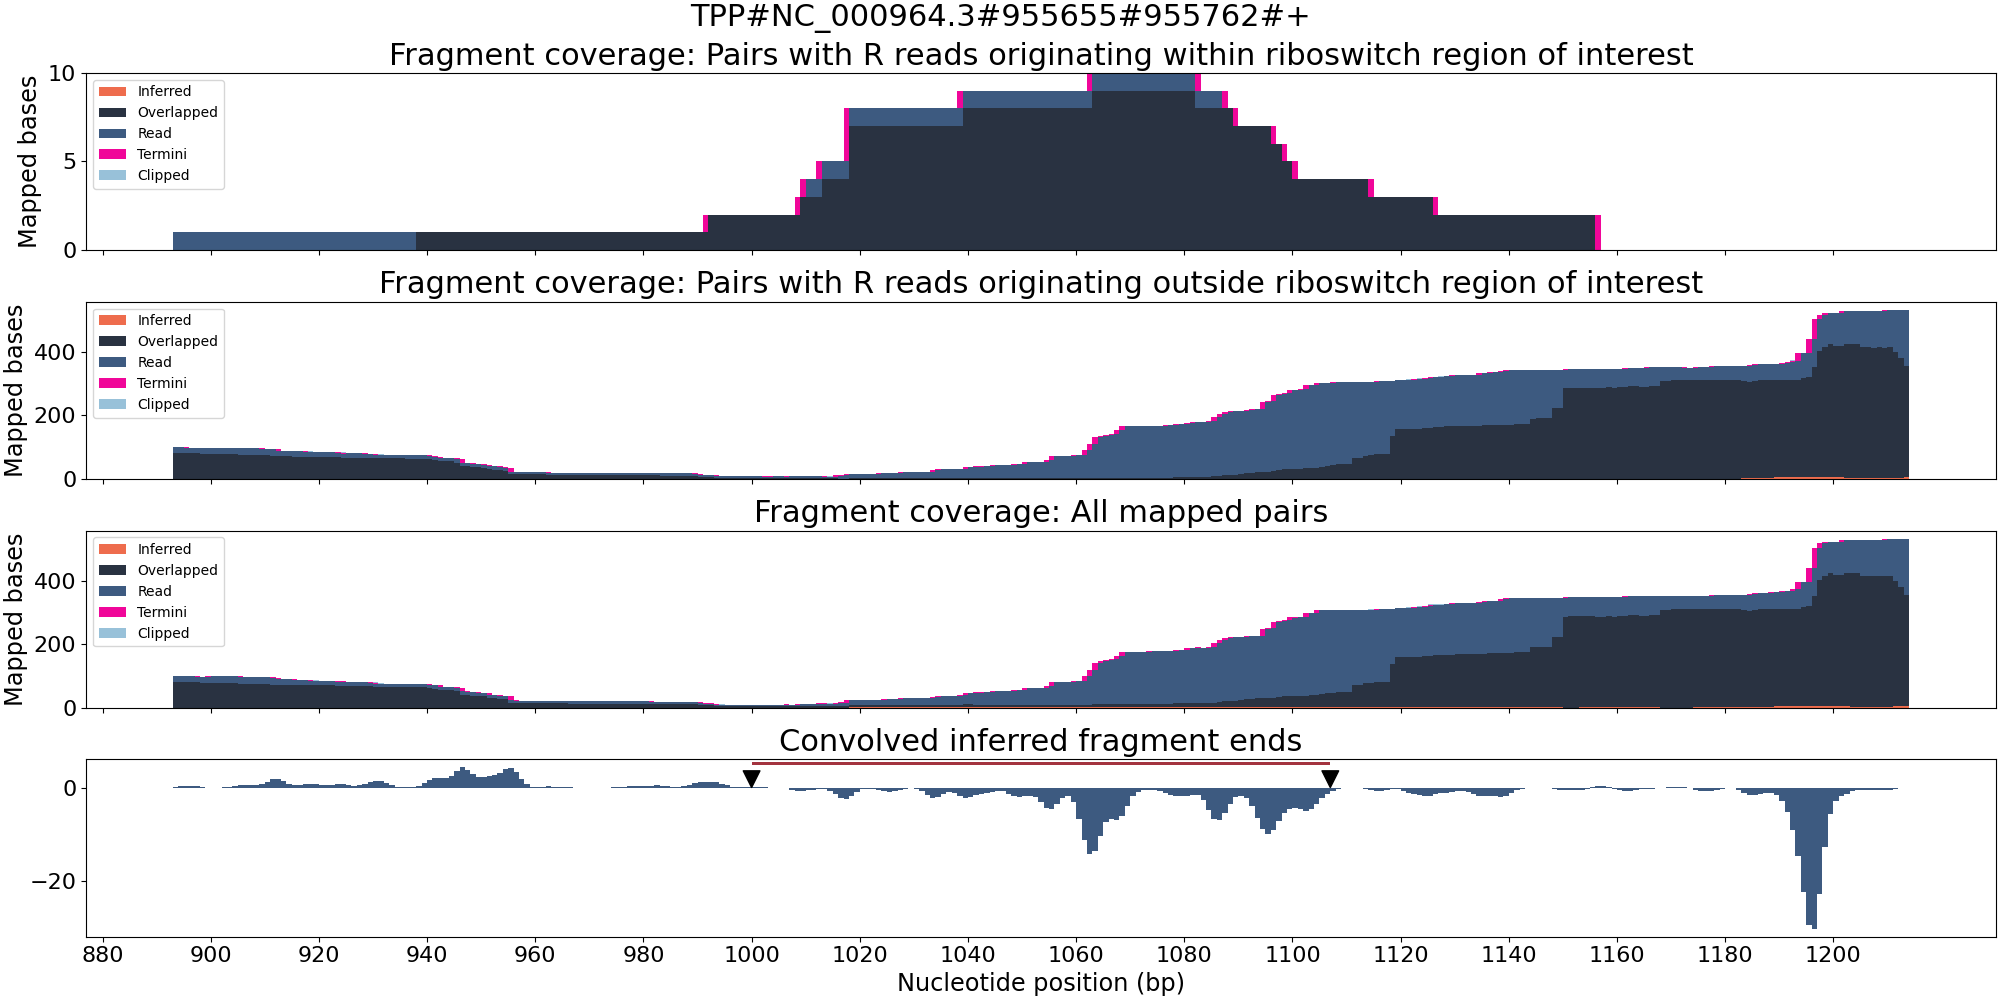 TPP#NC_000964.3#955655#955762#+
Fragment coverage: Pairs with R reads originating within riboswitch region of interest
Mapped bases
10
5
0
Inferred
Overlapped
Read
Termini
Clipped
Fragment coverage: Pairs with R reads originating outside riboswitch region of interest
Mapped bases
400
200
0
Inferred
Overlapped
Read
Termini
Clipped
Fragment coverage: All mapped pairs
Mapped bases
400
200
0
Inferred
Overlapped
Read
Termini
Clipped
Convolved inferred fragment ends
0
−20
880 900 920 940 960 980 1000 1020 1040 1060 1080 1100 1120 1140 1160 1180 1200
Nucleotide position (bp)